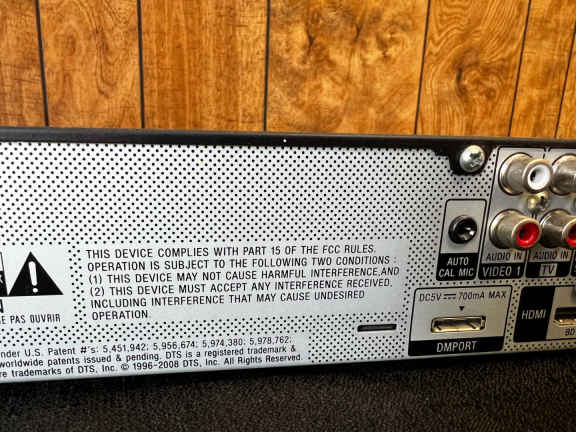 THIS DEVICE COMPLIES WITH PART 15 OF THE FCC RULES.
OPERATION IS SUBJECT TO THE FOLLOWING TWO CONDITIONS :
(1) THIS DEVICE MAY NOT CAUSE HARMFUL INTERFERENCE,AND
(2) THIS DEVICE MUST ACCEPT ANY INTERFERENCE RECEIVED,
INCLUDING INTERFERENCE THAT MAY CAUSE UNDESIRED
OPERATION.
PAS OUVRIR
U.S. Patent #'s: 5,451,942; 5,956,674; 5,974,380; 5,978,762;
worldwide patents issued & pending. DTS is a registered trademark &
trademarks of DTS, Inc. © 1996-2008 DTS, Inc. All Rights Reserved.
AUTO
CAL MIC
AUDIO IN
VIDEO 1
AUDIO IN
TV
DC5V 700mA MAX
DMPORT
HDMI
BD